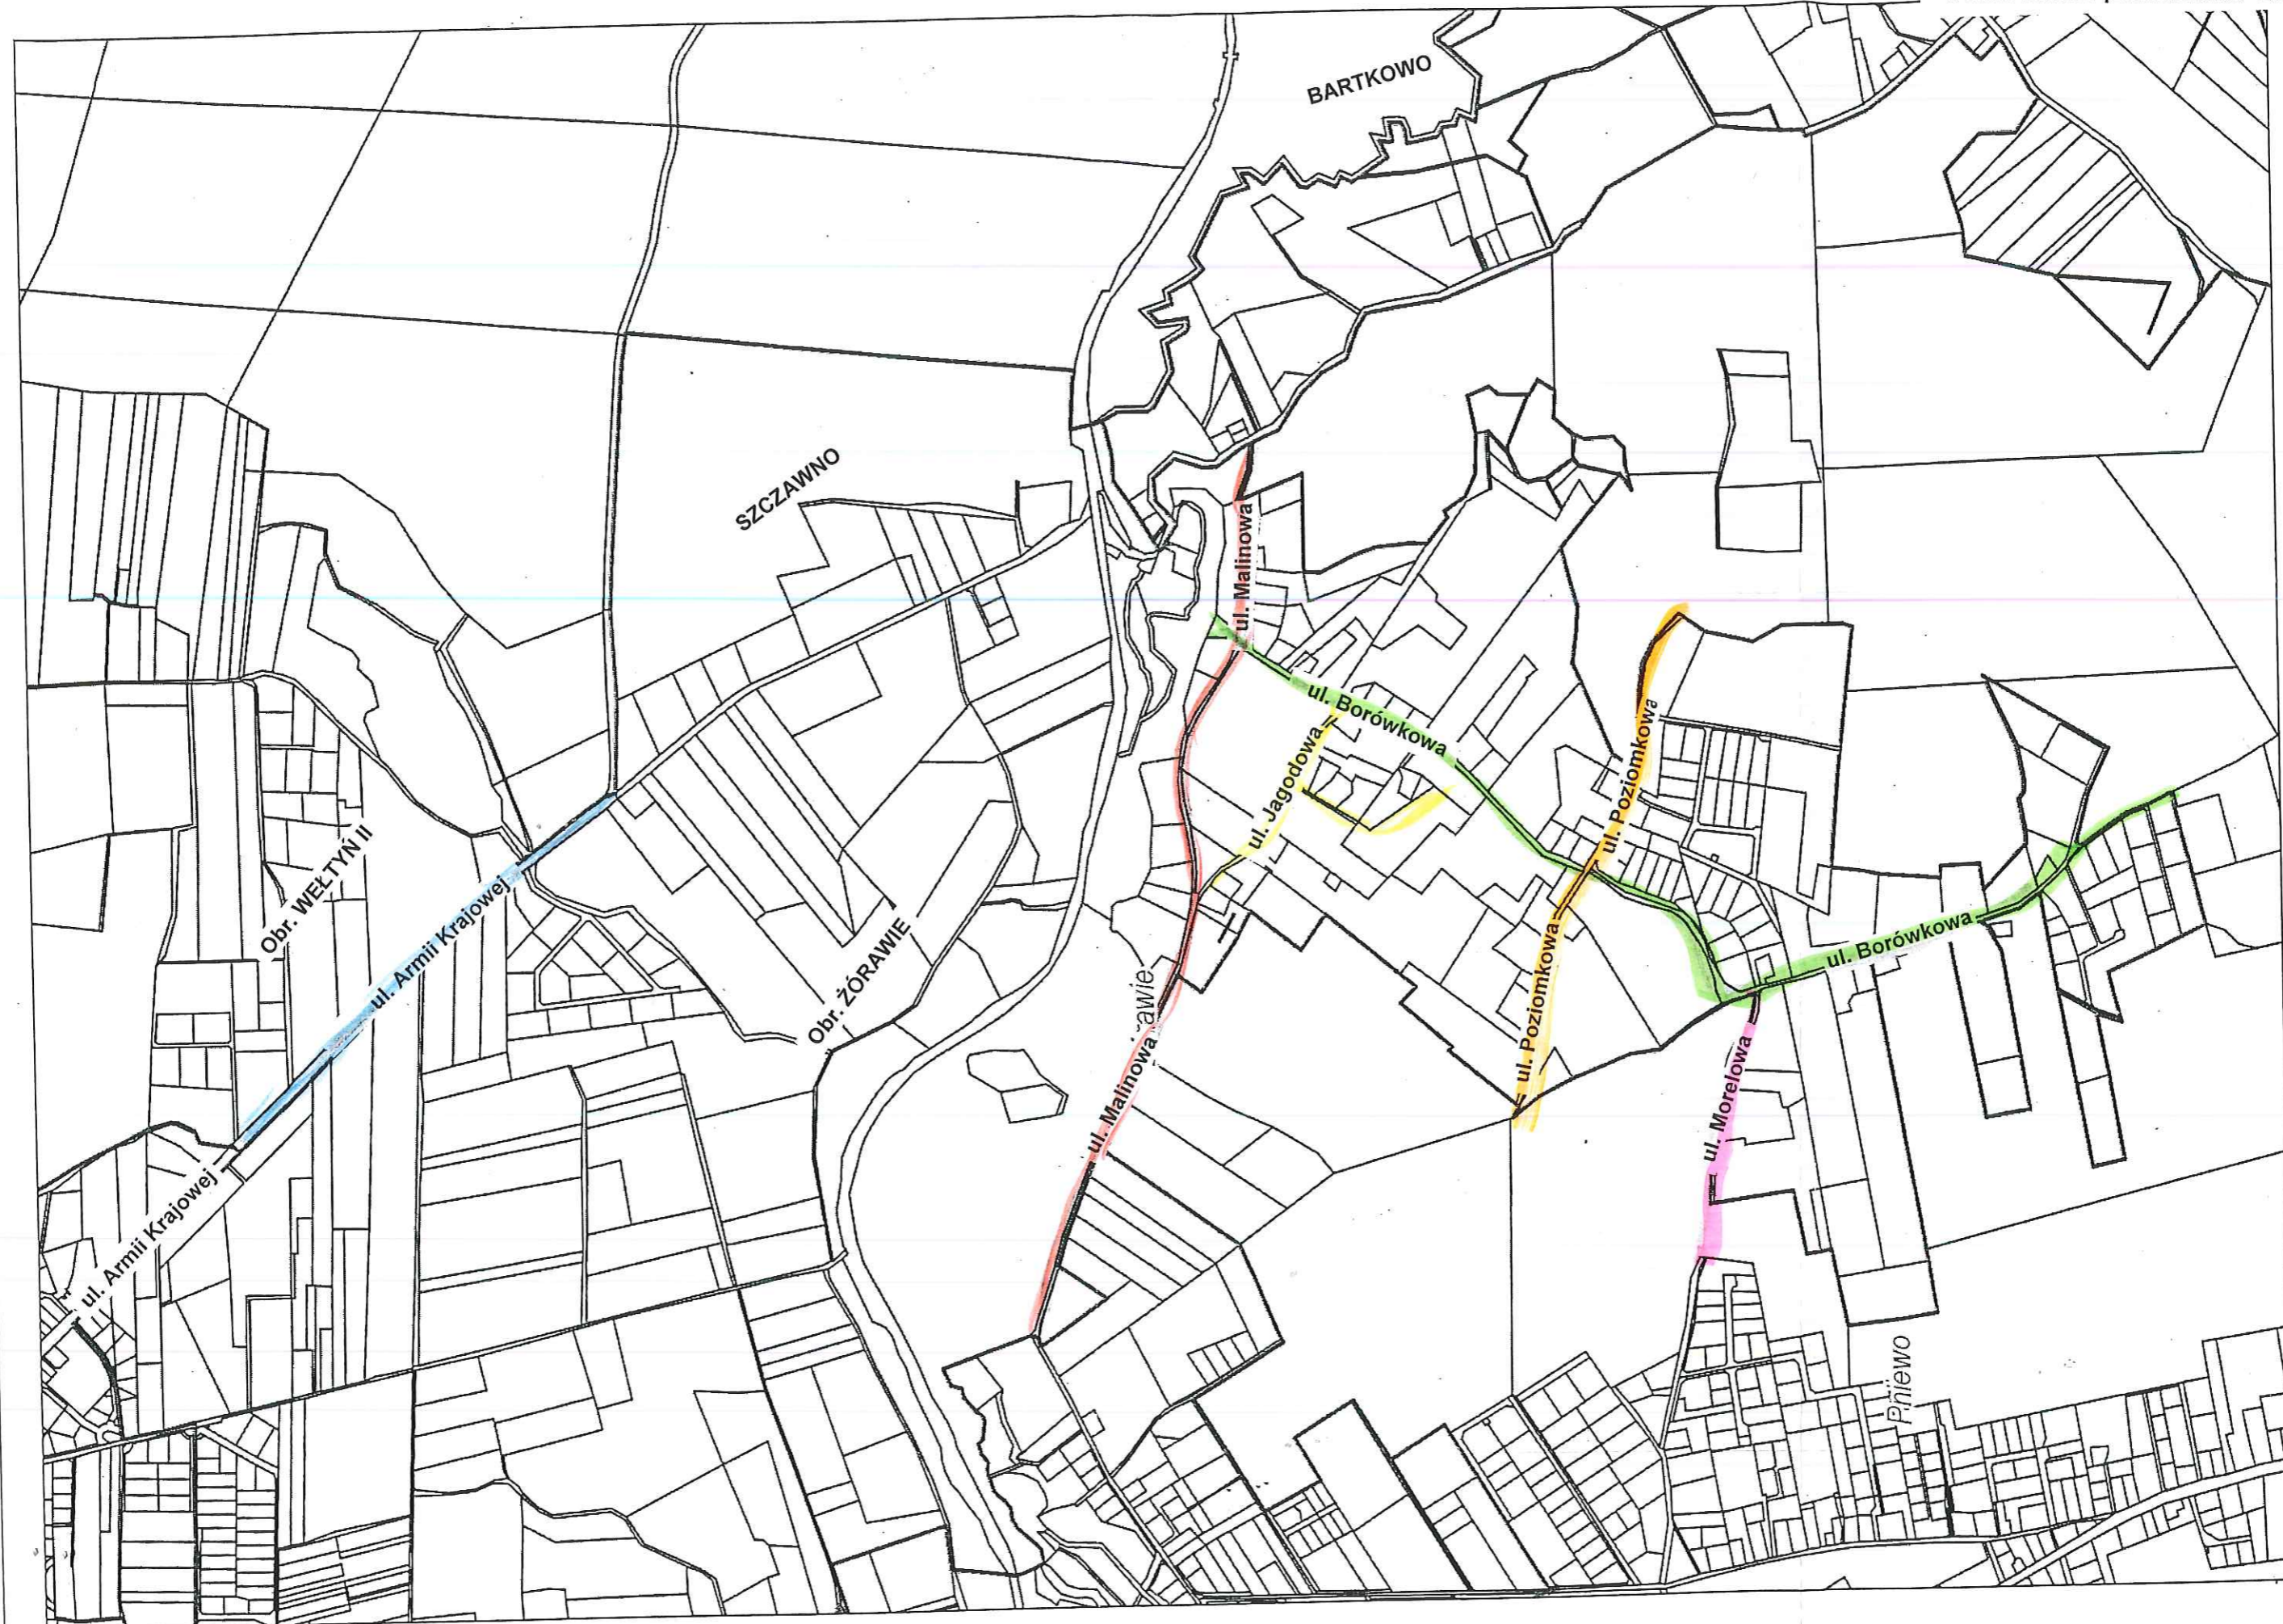 BARTKOWO
SZCZAWNO
ul. Malinowa
ul. Borówkowa
ul. Jagodowa
ul. Poziomkowa
Obr. WEŁTYŃ II
ul. Armii Krajowej
Obr. ŻÓRAWIE
ul. Poziomkowa
ul. Borówkowa
awie
ul. Malinowa
ul. Morelowa
ul. Armii Krajowej
Pniewo